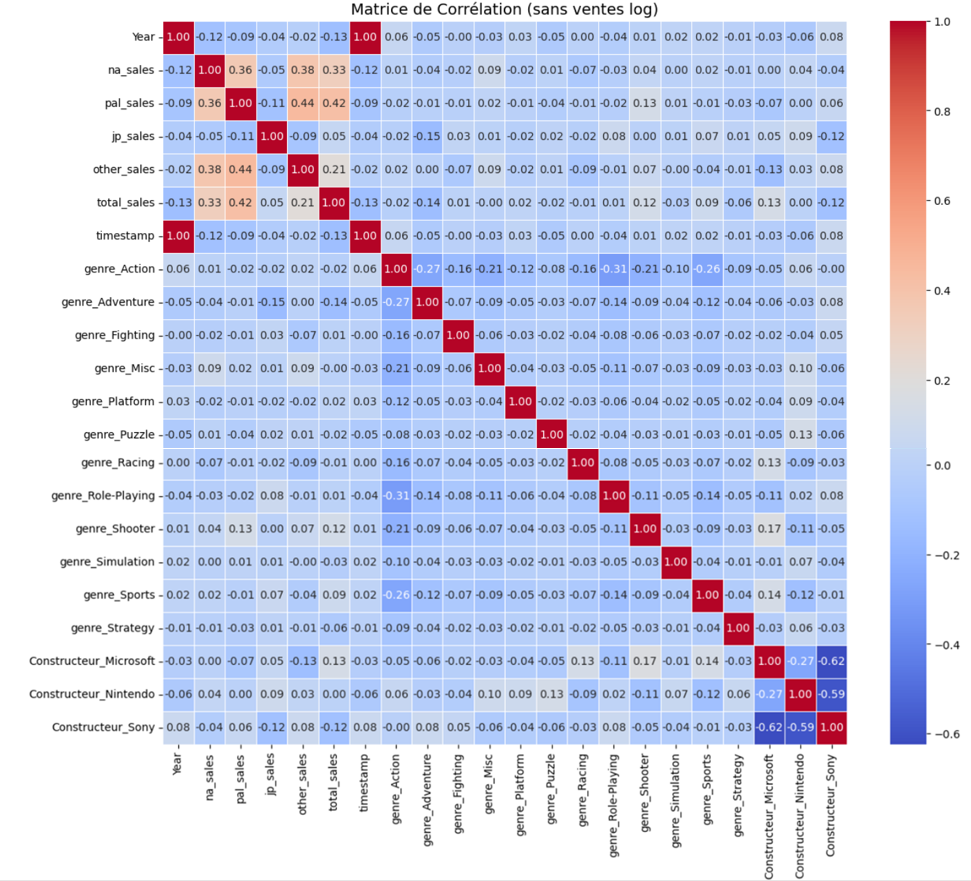 Matrice de Corrélation (sans ventes log)
Year 1.00 -0.12 -0.09 -0.04 -0.02 -0.13 1.00 0.06 -0.05 -0.00 -0.03 0.03 -0.05 0.00 -0.04 0.01 0.02 0.02 -0.01 -0.03 -0.06 0.08
na_sales -0.12 1.00 0.36 -0.05 0.38 0.33 -0.12 0.01 -0.04 -0.02 0.09 -0.02 0.01 -0.07 -0.03 0.04 0.00 0.02 -0.01 0.00 0.04 -0.04
pal_sales -0.09 0.36 1.00 -0.11 0.44 0.42 -0.09 -0.02 -0.01 -0.01 0.02 -0.01 -0.04 -0.01 -0.02 0.13 0.01 -0.01 -0.03 -0.07 0.00 0.06
jp_sales -0.04 -0.05 -0.11 1.00 -0.09 0.05 -0.04 -0.02 -0.15 0.03 0.01 -0.02 0.02 -0.02 0.08 0.00 0.01 0.07 0.01 0.05 0.09 -0.12
other_sales -0.02 0.38 0.44 -0.09 1.00 0.21 -0.02 0.02 0.00 -0.07 0.09 -0.02 0.01 -0.09 -0.01 0.07 -0.00 -0.04 -0.01 -0.13 0.03 0.08
total_sales -0.13 0.33 0.42 0.05 0.21 1.00 -0.13 -0.02 -0.14 0.01 -0.00 0.02 -0.02 -0.01 0.01 0.12 -0.03 0.09 -0.06 0.13 0.00 -0.12
timestamp 1.00 -0.12 -0.09 -0.04 -0.02 -0.13 1.00 0.06 -0.05 -0.00 -0.03 0.03 -0.05 0.00 -0.04 0.01 0.02 0.02 -0.01 -0.03 -0.06 0.08
genre_Action 0.06 0.01 -0.02 -0.02 0.02 -0.02 0.06 1.00 -0.27 -0.16 -0.21 -0.12 -0.08 -0.16 -0.31 -0.21 -0.10 -0.26 -0.09 -0.05 0.06 -0.00
genre_Adventure -0.05 -0.04 -0.01 -0.15 0.00 -0.14 -0.05 -0.27 1.00 -0.07 -0.09 -0.05 -0.03 -0.07 -0.14 -0.09 -0.04 -0.12 -0.04 -0.06 -0.03 0.08
genre_Fighting -0.00 -0.02 -0.01 0.03 -0.07 0.01 -0.00 -0.16 -0.07 1.00 -0.06 -0.03 -0.02 -0.04 -0.08 -0.06 -0.03 -0.07 -0.02 -0.02 -0.04 0.05
genre_Misc -0.03 0.09 0.02 0.01 0.09 -0.00 -0.03 -0.21 -0.09 -0.06 1.00 -0.04 -0.03 -0.05 -0.11 -0.07 -0.03 -0.09 -0.03 -0.03 0.10 -0.06
genre_Platform 0.03 -0.02 -0.01 -0.02 -0.02 0.02 0.03 -0.12 -0.05 -0.03 -0.04 1.00 -0.02 -0.03 -0.06 -0.04 -0.02 -0.05 -0.02 -0.04 0.09 -0.04
genre_Puzzle -0.05 0.01 -0.04 0.02 0.01 -0.02 -0.05 -0.08 -0.03 -0.02 -0.03 -0.02 1.00 -0.02 -0.04 -0.03 -0.01 -0.03 -0.01 -0.05 0.13 -0.06
genre_Racing 0.00 -0.07 -0.01 -0.02 -0.09 -0.01 0.00 -0.16 -0.07 -0.04 -0.05 -0.03 -0.02 1.00 -0.08 -0.05 -0.03 -0.07 -0.02 0.13 -0.09 -0.03
genre_Role-Playing -0.04 -0.03 -0.02 0.08 -0.01 0.01 -0.04 -0.31 -0.14 -0.08 -0.11 -0.06 -0.04 -0.08 1.00 -0.11 -0.05 -0.14 -0.05 -0.11 0.02 0.08
genre_Shooter 0.01 0.04 0.13 0.00 0.07 0.12 0.01 -0.21 -0.09 -0.06 -0.07 -0.04 -0.03 -0.05 -0.11 1.00 -0.03 -0.09 -0.03 0.17 -0.11 -0.05
genre_Simulation 0.02 0.00 0.01 0.01 -0.00 -0.03 0.02 -0.10 -0.04 -0.03 -0.03 -0.02 -0.01 -0.03 -0.05 -0.03 1.00 -0.04 -0.01 -0.01 0.07 -0.04
genre_Sports 0.02 0.02 -0.01 0.07 -0.04 0.09 0.02 -0.26 -0.12 -0.07 -0.09 -0.05 -0.03 -0.07 -0.14 -0.09 -0.04 1.00 -0.04 0.14 -0.12 -0.01
genre_Strategy -0.01 -0.01 -0.03 0.01 -0.01 -0.06 -0.01 -0.09 -0.04 -0.02 -0.03 -0.02 -0.01 -0.02 -0.05 -0.03 -0.01 -0.04 1.00 -0.03 0.06 -0.03
Constructeur_Microsoft -0.03 0.00 -0.07 0.05 -0.13 0.13 -0.03 -0.05 -0.06 -0.02 -0.03 -0.04 -0.05 0.13 -0.11 0.17 -0.01 0.14 -0.03 1.00 -0.27 -0.62
Constructeur_Nintendo -0.06 0.04 0.00 0.09 0.03 0.00 -0.06 0.06 -0.03 -0.04 0.10 0.09 0.13 -0.09 0.02 -0.11 0.07 -0.12 0.06 -0.27 1.00 -0.59
Constructeur_Sony 0.08 -0.04 0.06 -0.12 0.08 -0.12 0.08 -0.00 0.08 0.05 -0.06 -0.04 -0.06 -0.03 0.08 -0.05 -0.04 -0.01 -0.03 -0.62 -0.59 1.00
Year
na_sales
pal_sales
jp_sales
other_sales
total_sales
timestamp
genre_Action
genre_Adventure
genre_Fighting
genre_Misc
genre_Platform
genre_Puzzle
genre_Racing
genre_Role-Playing
genre_Shooter
genre_Simulation
genre_Sports
genre_Strategy
Constructeur_Microsoft
Constructeur_Nintendo
Constructeur_Sony
1.0
0.8
0.6
0.4
0.2
0.0
−0.2
−0.4
−0.6